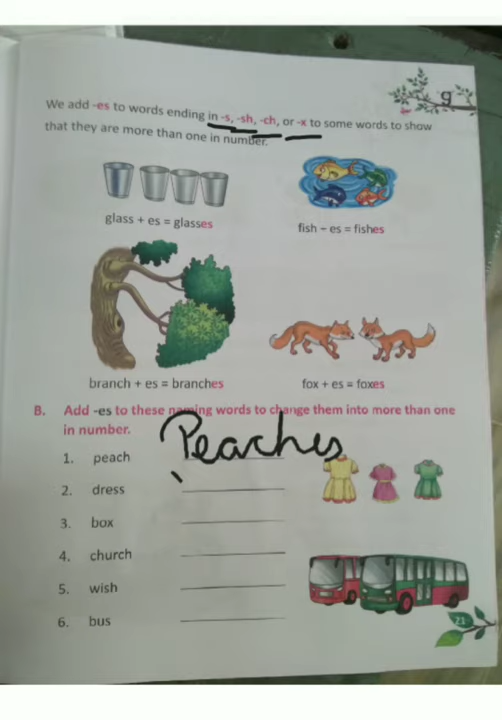 g
We add -es to words ending in -s, -sh, -ch, or -x to some words to show
that they are more than one in number.
glass + es = glasses
fish – es = fishes
branch + es = branches
fox + es = foxes
B. Add -es to these naming words to change them into more than one
in number.
1. peach Peaches
2. dress
3. box
4. church
5. wish
6. bus
21